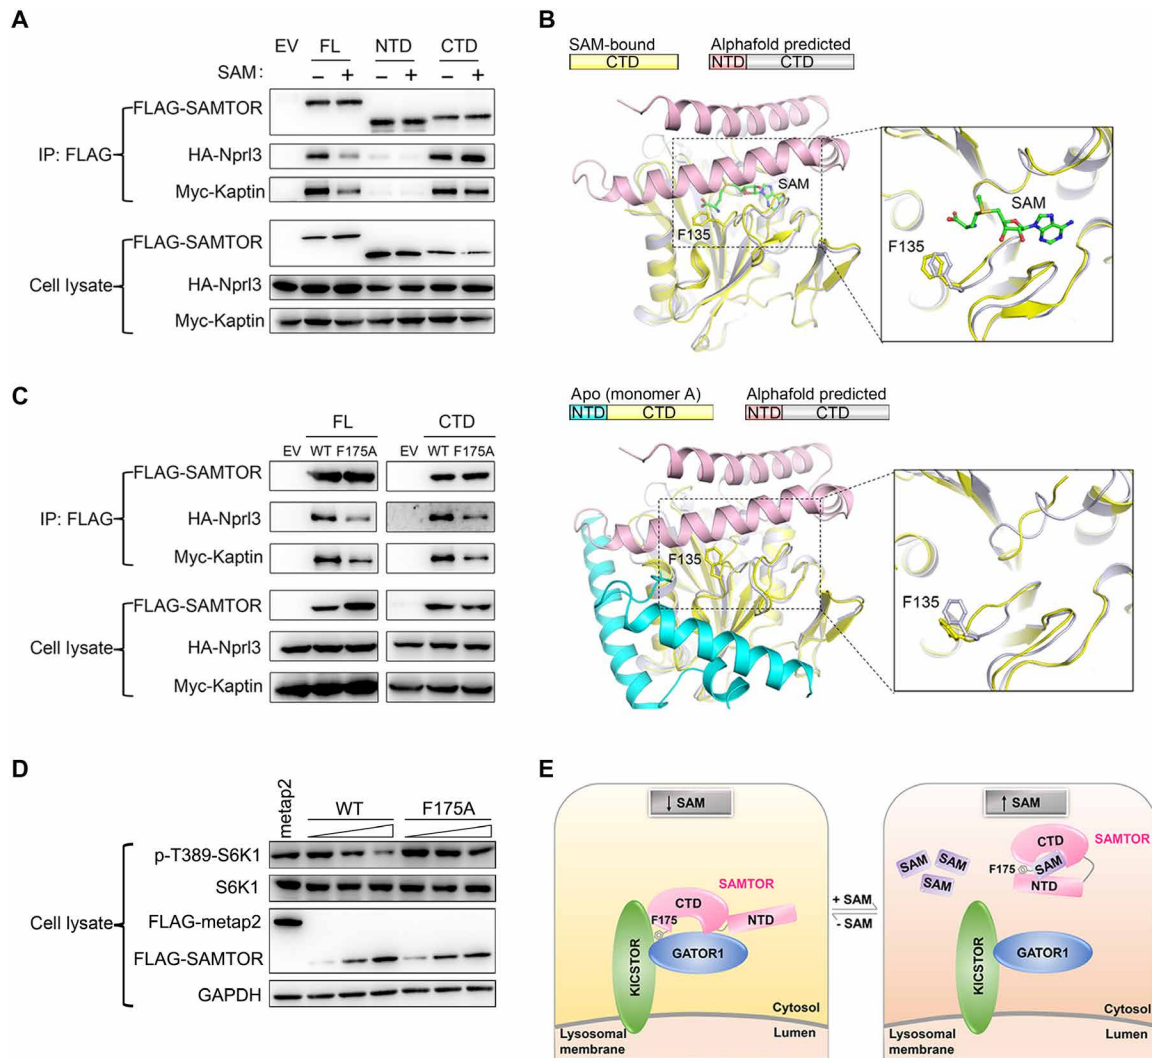 A
EV FL NTD CTD
SAM: – + – + – +
FLAG-SAMTOR
IP: FLAG
HA-Nprl3
Myc-Kaptin
FLAG-SAMTOR
Cell lysate
HA-Nprl3
Myc-Kaptin
B
SAM-bound Alphafold predicted
CTD NTD CTD
SAM
F135
SAM
F135
Apo (monomer A) Alphafold predicted
NTD CTD NTD CTD
F135
F135
C
FL CTD
EV WT F175A EV WT F175A
FLAG-SAMTOR
IP: FLAG
HA-Nprl3
Myc-Kaptin
FLAG-SAMTOR
Cell lysate
HA-Nprl3
Myc-Kaptin
D
metap2 WT F175A
p-T389-S6K1
S6K1
Cell lysate
FLAG-metap2
FLAG-SAMTOR
GAPDH
E
↓ SAM
SAMTOR
CTD
F175
NTD
KICSTOR
GATOR1
Cytosol
Lysosomal membrane
Lumen
+ SAM
- SAM
↑ SAM
CTD
SAMTOR
SAM
SAM
SAM
F175
SAM
NTD
KICSTOR
GATOR1
Cytosol
Lysosomal membrane
Lumen